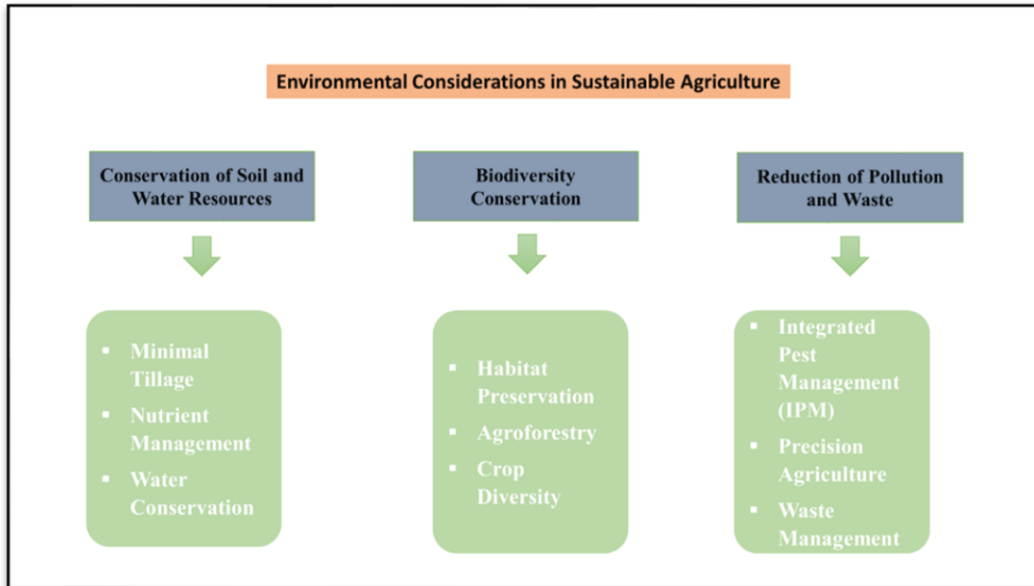 Environmental Considerations in Sustainable Agriculture
Conservation of Soil and
Water Resources
▪ Minimal
Tillage
▪ Nutrient
Management
▪ Water
Conservation
Biodiversity
Conservation
▪ Habitat
Preservation
▪ Agroforestry
▪ Crop
Diversity
Reduction of Pollution
and Waste
▪ Integrated
Pest
Management
(IPM)
▪ Precision
Agriculture
▪ Waste
Management